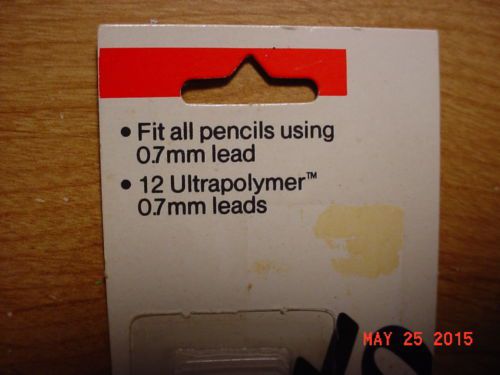 • Fit all pencils using
0.7mm lead
• 12 Ultrapolymer™
0.7mm leads
MAY 25 2015